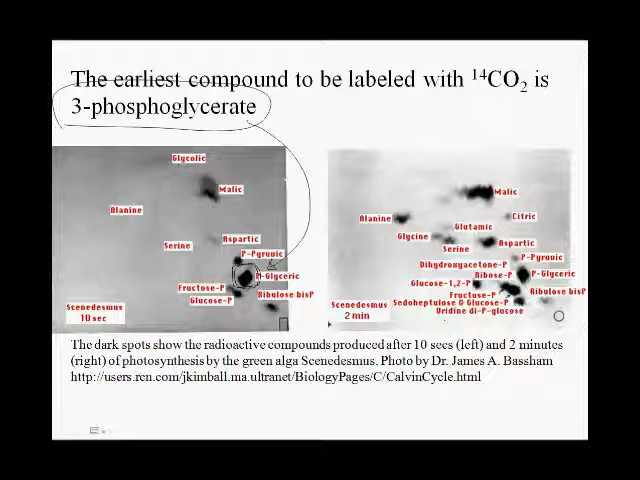 The earliest compound to be labeled with ¹⁴CO₂ is
3-phosphoglycerate
Glycolic
Malic
Alanine
Serine
Aspartic
P-Pyruvic
P-Glyceric
Fructose-P
Glucose-P
Ribulose bisP
Scenedesmus
10 sec
Malic
Alanine
Citric
Glutamic
Glycine
Serine
Aspartic
P-Pyruvic
Dihydroxyacetone-P
Ribose-P
P-Glyceric
Glucose-1,2-P
Fructose-P
Ribulose bisP
Sedoheptulose
Glucose-P
Uridine di-P-glucose
Scenedesmus
2 min
The dark spots show the radioactive compounds produced after 10 secs (left) and 2 minutes
(right) of photosynthesis by the green alga Scenedesmus. Photo by Dr. James A. Bassham
http://users.rcn.com/jkimball.ma.ultranet/BiologyPages/C/CalvinCycle.html